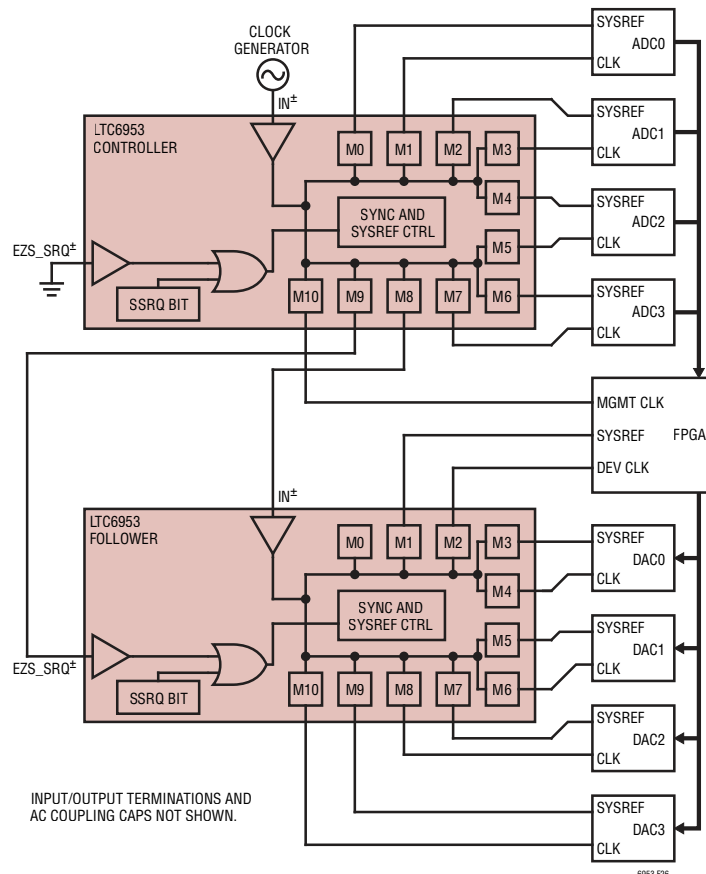 CLOCK
GENERATOR
IN±
LTC6953
CONTROLLER
M0
M1
M2
M3
M4
SYNC AND
SYSREF CTRL
M5
M6
EZS_SRQ±
SSRQ BIT
M10
M9
M8
M7
SYSREF
ADC0
CLK
SYSREF
ADC1
CLK
SYSREF
ADC2
CLK
SYSREF
ADC3
CLK
MGMT CLK
SYSREF
FPGA
DEV CLK
IN±
LTC6953
FOLLOWER
M0
M1
M2
M3
M4
SYNC AND
SYSREF CTRL
M5
M6
EZS_SRQ±
SSRQ BIT
M10
M9
M8
M7
SYSREF
DAC0
CLK
SYSREF
DAC1
CLK
SYSREF
DAC2
CLK
SYSREF
DAC3
CLK
INPUT/OUTPUT TERMINATIONS AND
AC COUPLING CAPS NOT SHOWN.
6953 F26